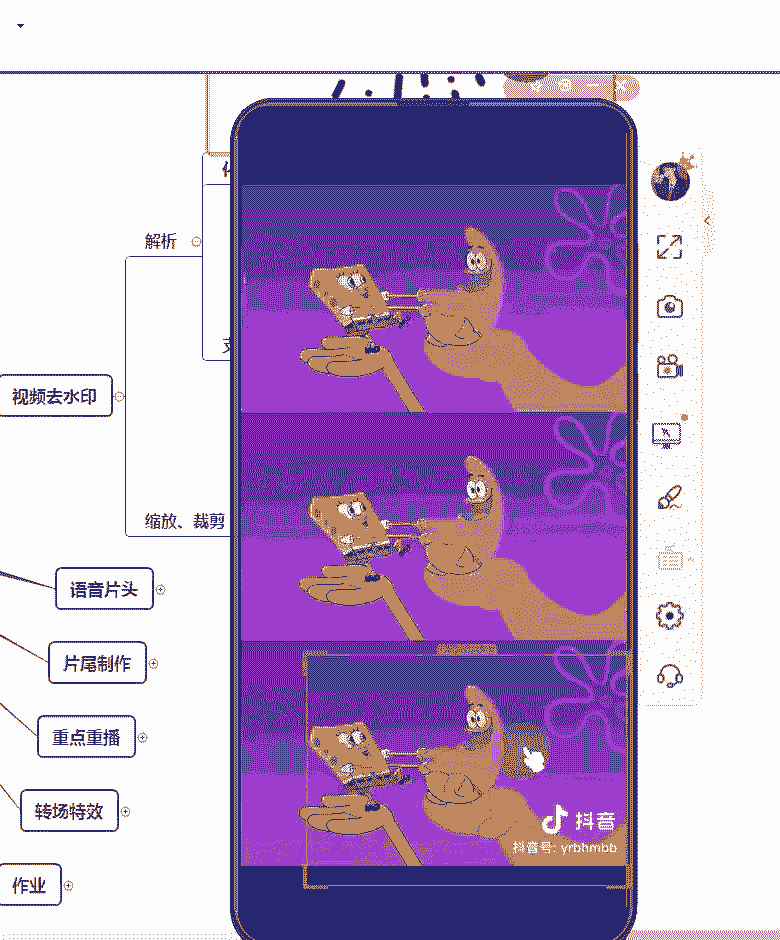 解析
视频去水印
缩放、裁剪
语音片头
片尾制作
重点重播
转场特效
作业
抖音
抖音号: yrbhmbb